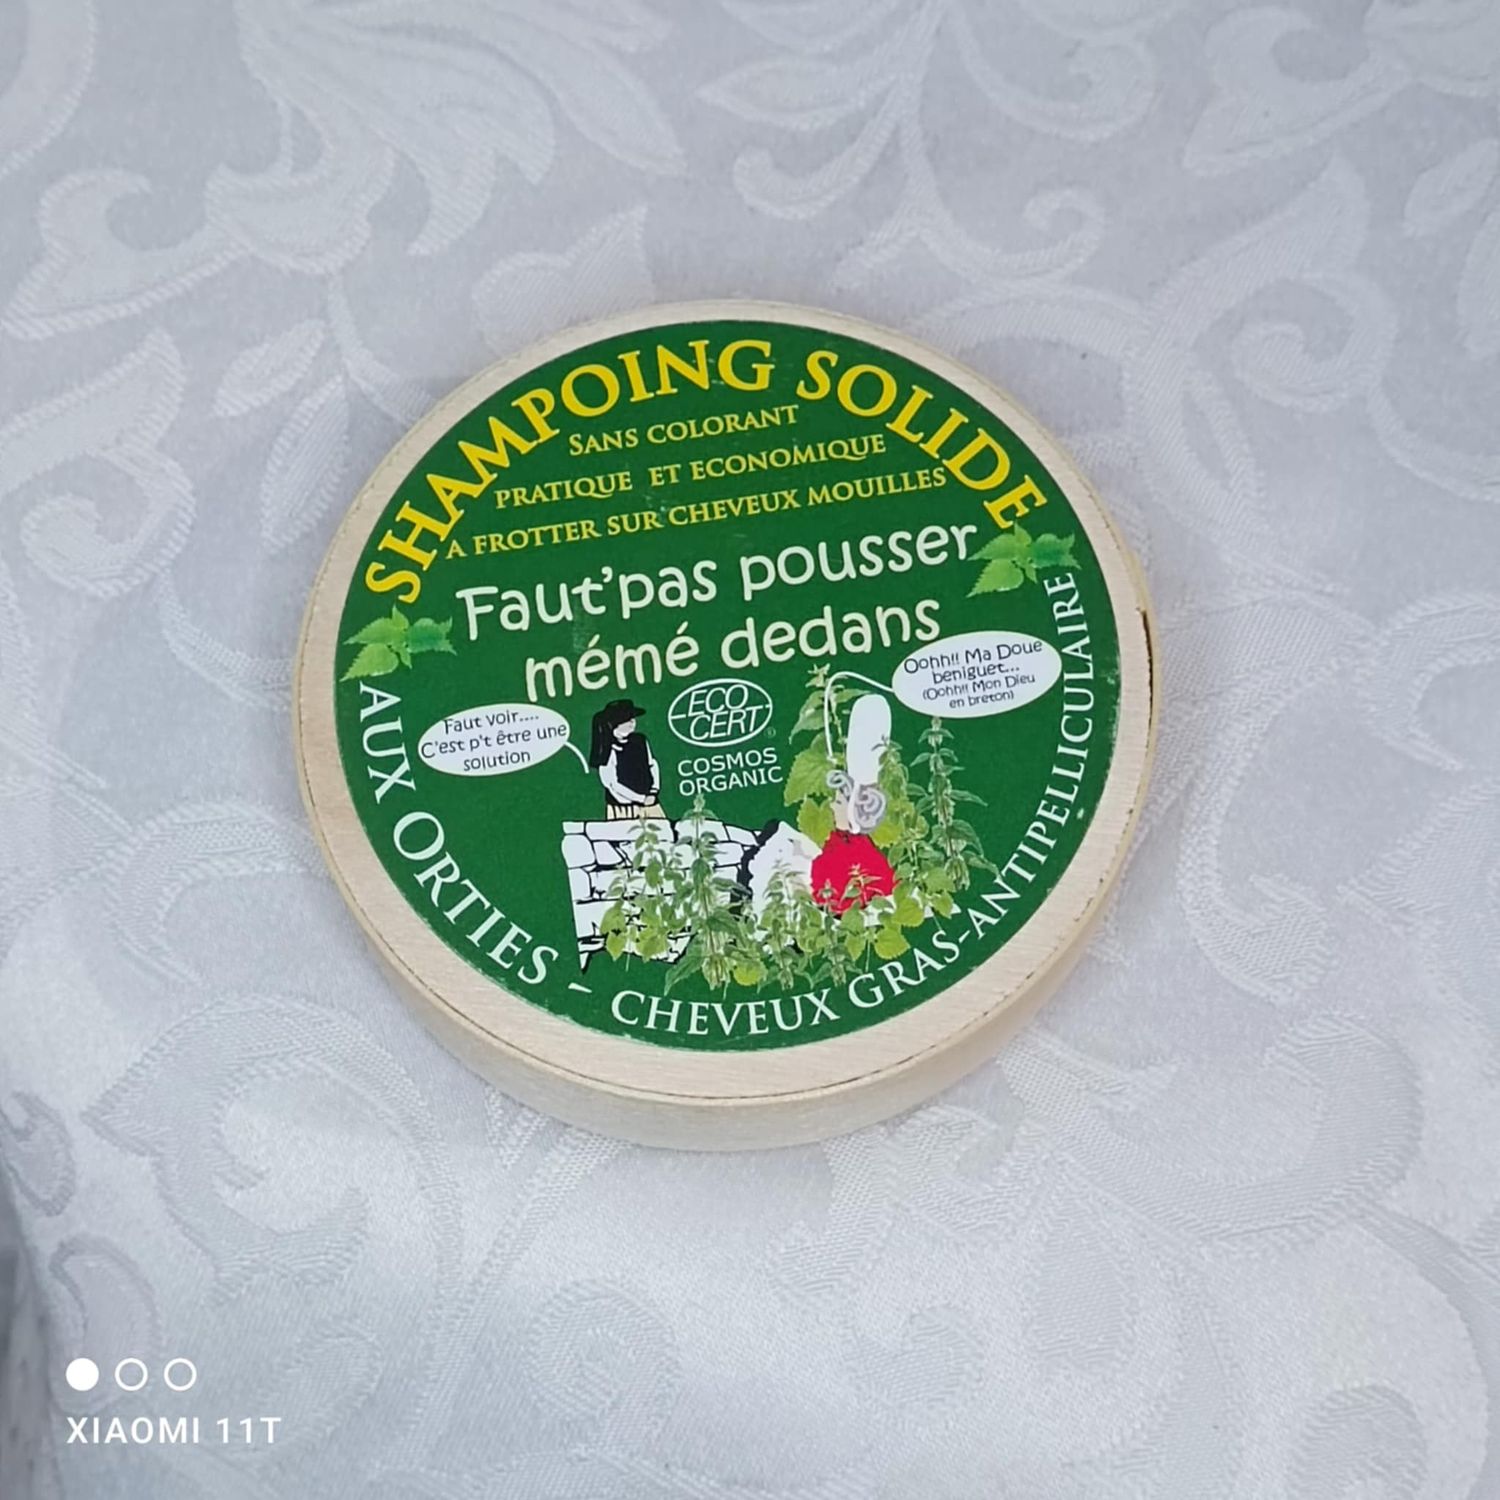 SHAMPOING SOLIDE
SANS COLORANT
PRATIQUE ET ECONOMIQUE
A FROTTER SUR CHEVEUX MOUILLES
Faut'pas pousser
mémé dedans
Oohh!! Ma Doue
beniguet...
(Oohh!! Mon Dieu
en breton)
Faut voir....
C'est p't être une
solution
ECO
CERT
COSMOS
ORGANIC
AUX ORTIES - CHEVEUX GRAS-ANTIPELLICULAIRE
XIAOMI 11T